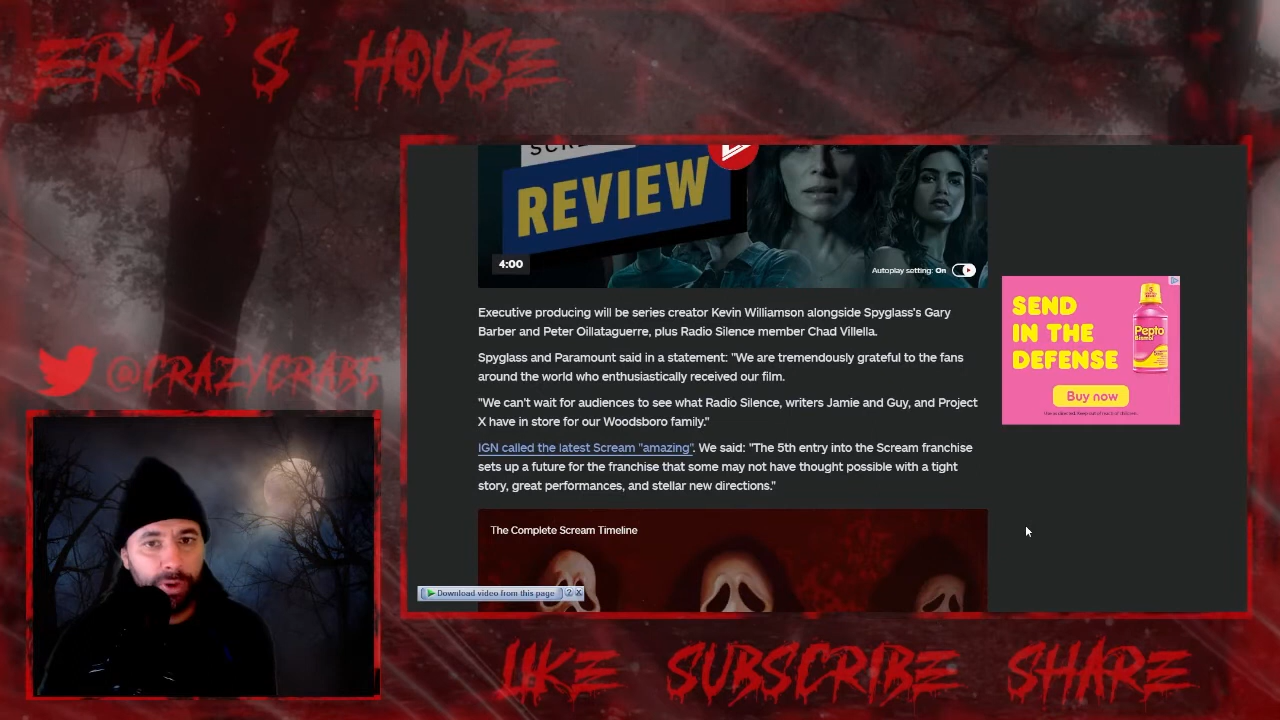 ERIK'S HOUSE
SCRE
REVIEW
4:00
Autoplay setting: On
Executive producing will be series creator Kevin Williamson alongside Spyglass's Gary
Barber and Peter Oillataguerre, plus Radio Silence member Chad Villella.
Spyglass and Paramount said in a statement: "We are tremendously grateful to the fans
around the world who enthusiastically received our film.
"We can't wait for audiences to see what Radio Silence, writers Jamie and Guy, and Project
X have in store for our Woodsboro family."
IGN called the latest Scream "amazing". We said: "The 5th entry into the Scream franchise
sets up a future for the franchise that some may not have thought possible with a tight
story, great performances, and stellar new directions."
The Complete Scream Timeline
Download video from this page ? X
SEND
IN THE
DEFENSE
Pepto
Bismol
Buy now
@CRAZYCRAB5
LIKE SUBSCRIBE SHARE